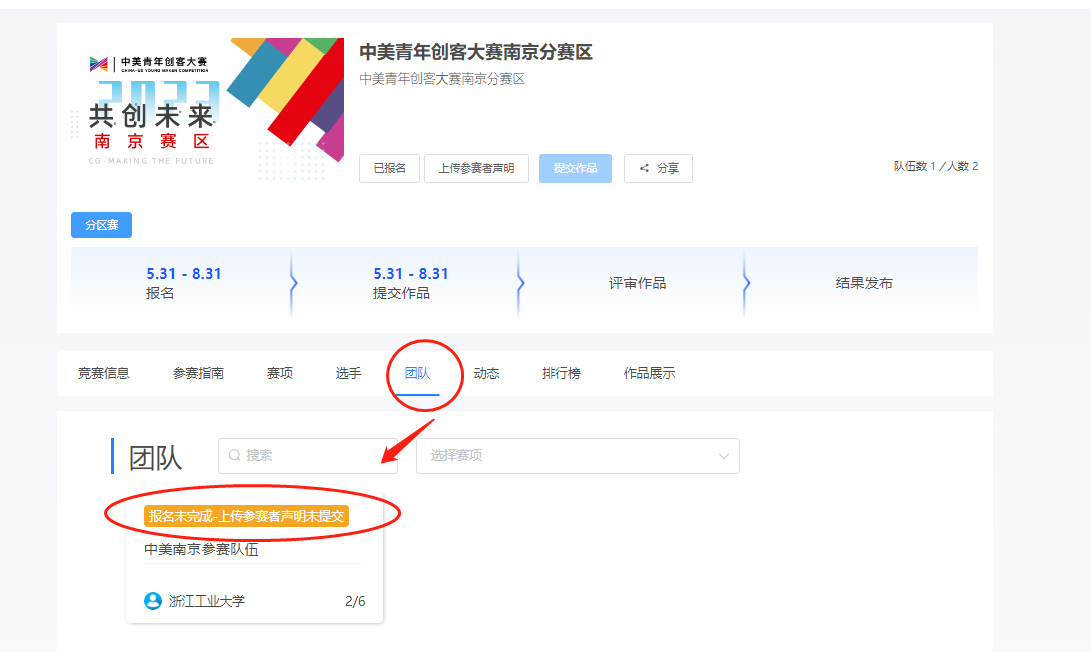 中美青年创客大赛
CHINA-US YOUNG MAKER COMPETITION
2023
共创未来
南京赛区
CO-MAKING THE FUTURE
中美青年创客大赛南京分赛区
中美青年创客大赛南京分赛区
已报名 上传参赛者声明 提交作品 分享
队伍数 1 / 人数 2
分区赛
5.31 - 8.31 5.31 - 8.31
报名 提交作品 评审作品 结果发布
竞赛信息 参赛指南 赛项 选手 团队 动态 排行榜 作品展示
团队 搜索 选择赛项
报名未完成-上传参赛者声明未提交
中美南京参赛队伍
浙江工业大学 2/6